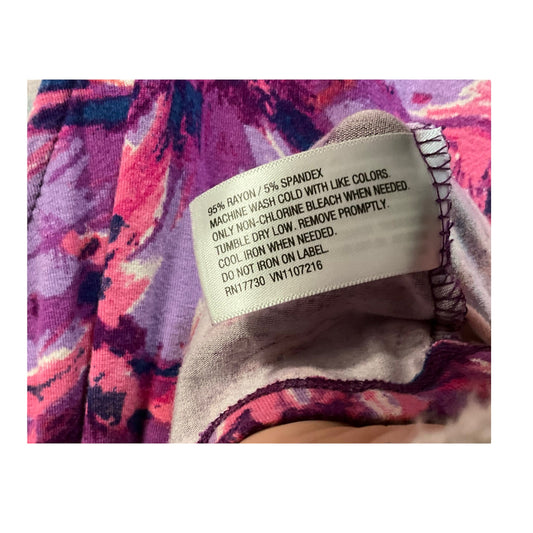 95% RAYON / 5% SPANDEX
MACHINE WASH COLD WITH LIKE COLORS.
ONLY NON-CHLORINE BLEACH WHEN NEEDED.
TUMBLE DRY LOW. REMOVE PROMPTLY.
COOL IRON WHEN NEEDED.
DO NOT IRON ON LABEL.
RN17730 VN1107216